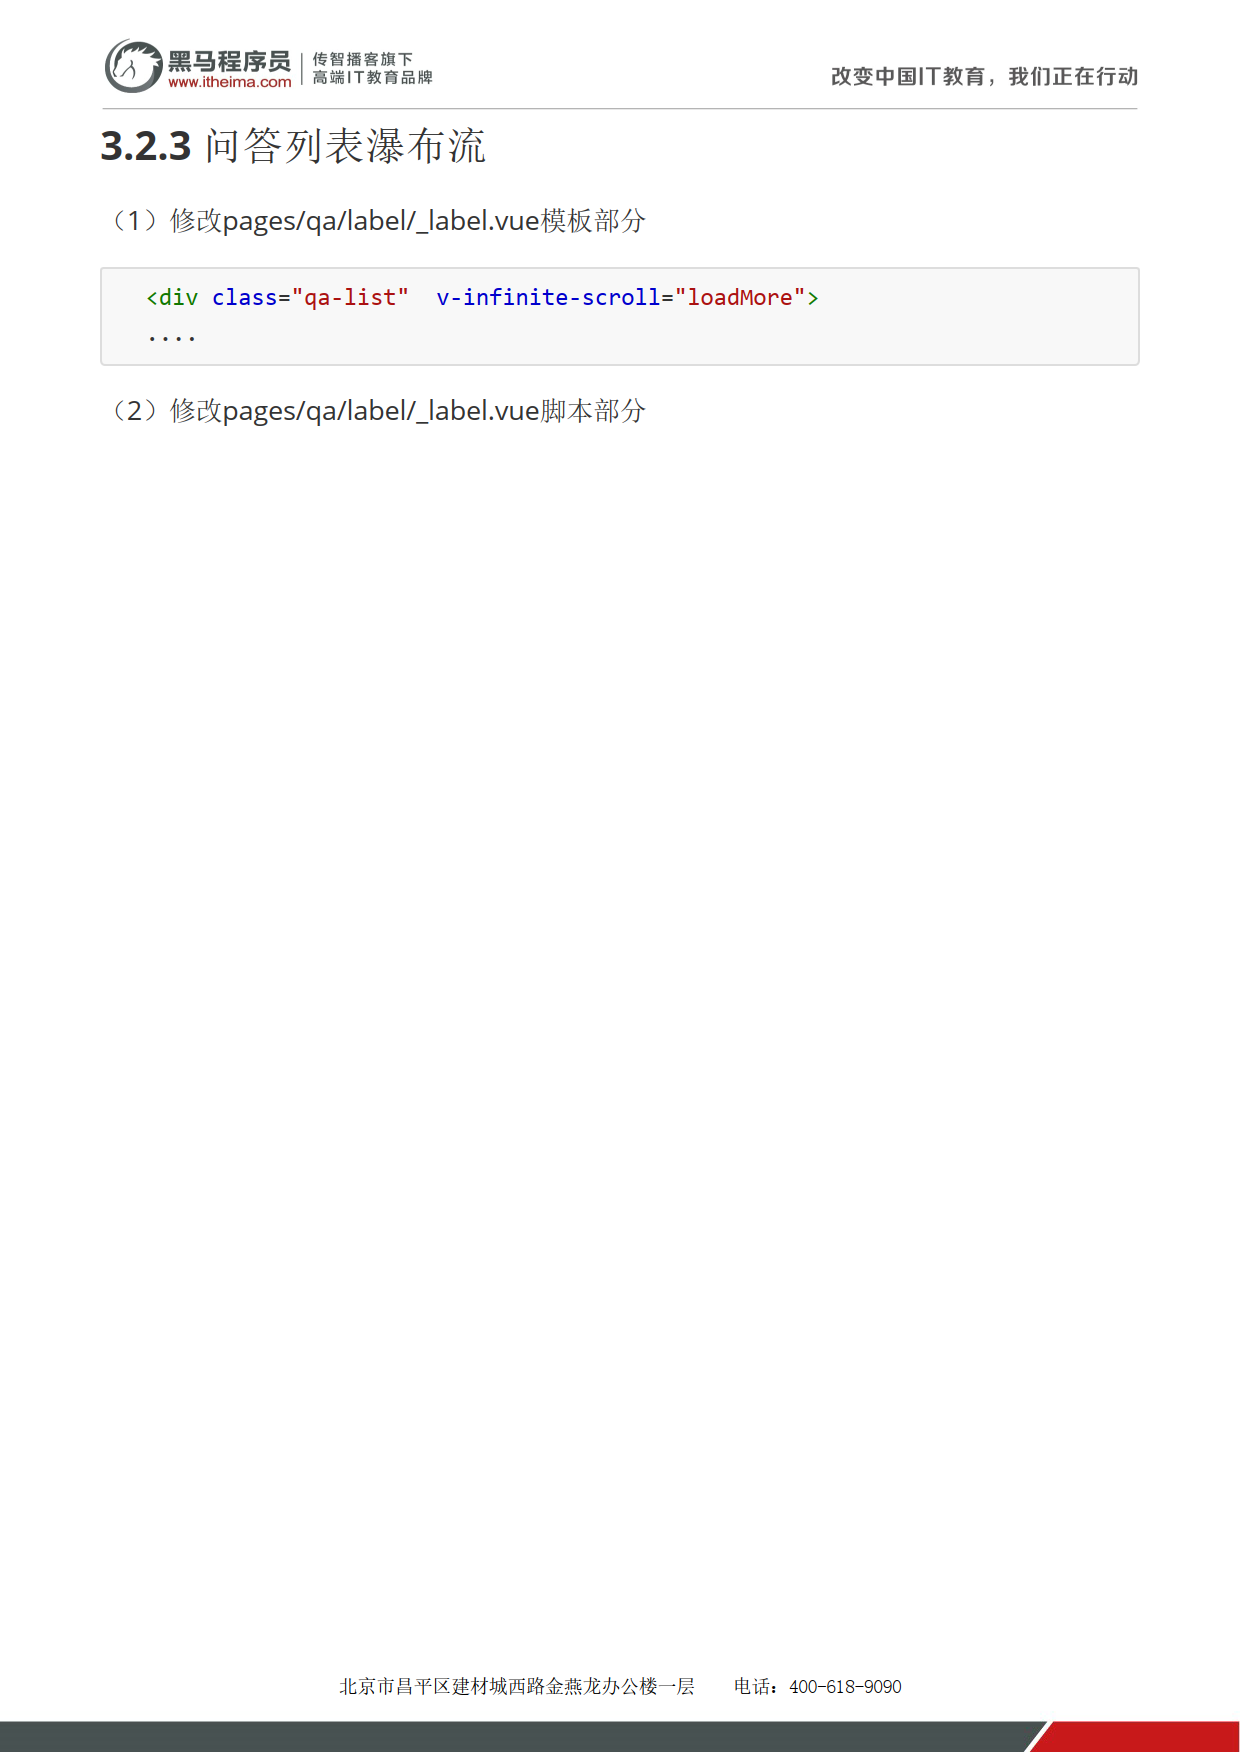 黑马程序员
www.itheima.com
传智播客旗下
高端IT教育品牌
改变中国IT教育，我们正在行动
3.2.3 问答列表瀑布流
（1）修改pages/qa/label/_label.vue模板部分
<div class="qa-list"  v-infinite-scroll="loadMore">
....
（2）修改pages/qa/label/_label.vue脚本部分
北京市昌平区建材城西路金燕龙办公楼一层 电话：400-618-9090